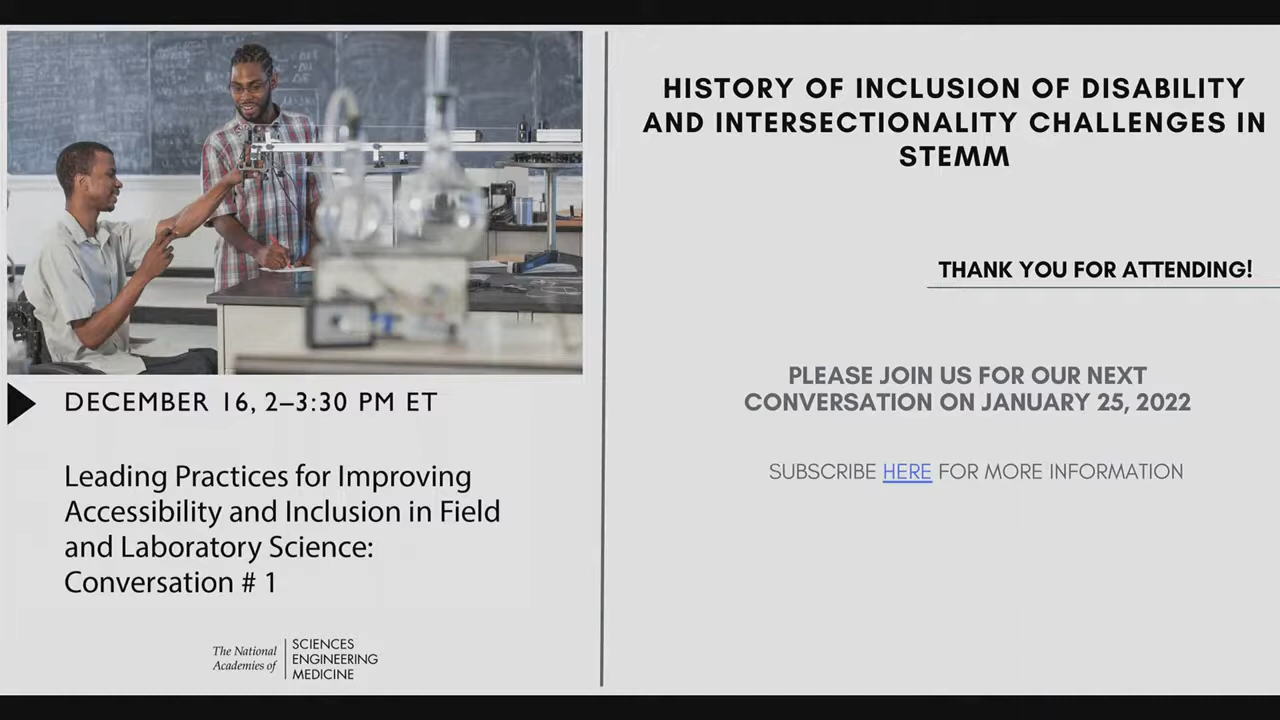 DECEMBER 16, 2–3:30 PM ET
Leading Practices for Improving
Accessibility and Inclusion in Field
and Laboratory Science:
Conversation # 1
The National
Academies of
SCIENCES
ENGINEERING
MEDICINE
HISTORY OF INCLUSION OF DISABILITY
AND INTERSECTIONALITY CHALLENGES IN
STEMM
THANK YOU FOR ATTENDING!
PLEASE JOIN US FOR OUR NEXT
CONVERSATION ON JANUARY 25, 2022
SUBSCRIBE HERE FOR MORE INFORMATION